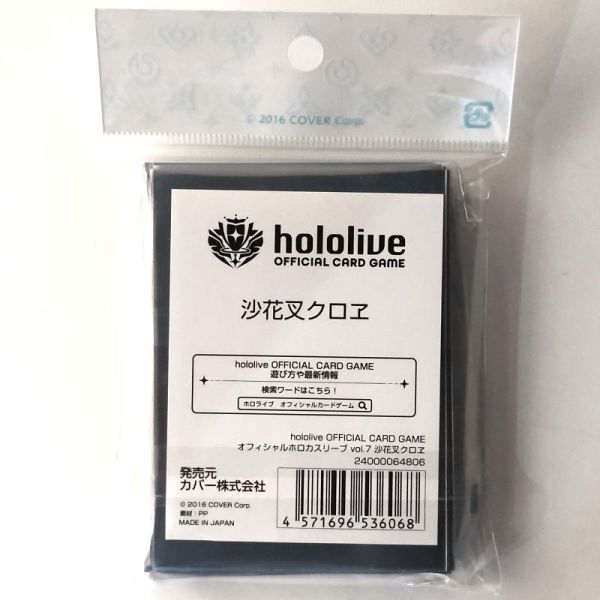 © 2016 COVER Corp.
プラ
hololive
OFFICIAL CARD GAME
沙花叉クロヱ
hololive OFFICIAL CARD GAME
遊び方や最新情報
検索ワードはこちら！
ホロライブ　オフィシャルカードゲーム
hololive OFFICIAL CARD GAME
オフィシャルホロカスリーブ vol.7 沙花叉クロヱ
24000064806
発売元
カバー株式会社
© 2016 COVER Corp.
素材：PP
MADE IN JAPAN
4 571696 536068